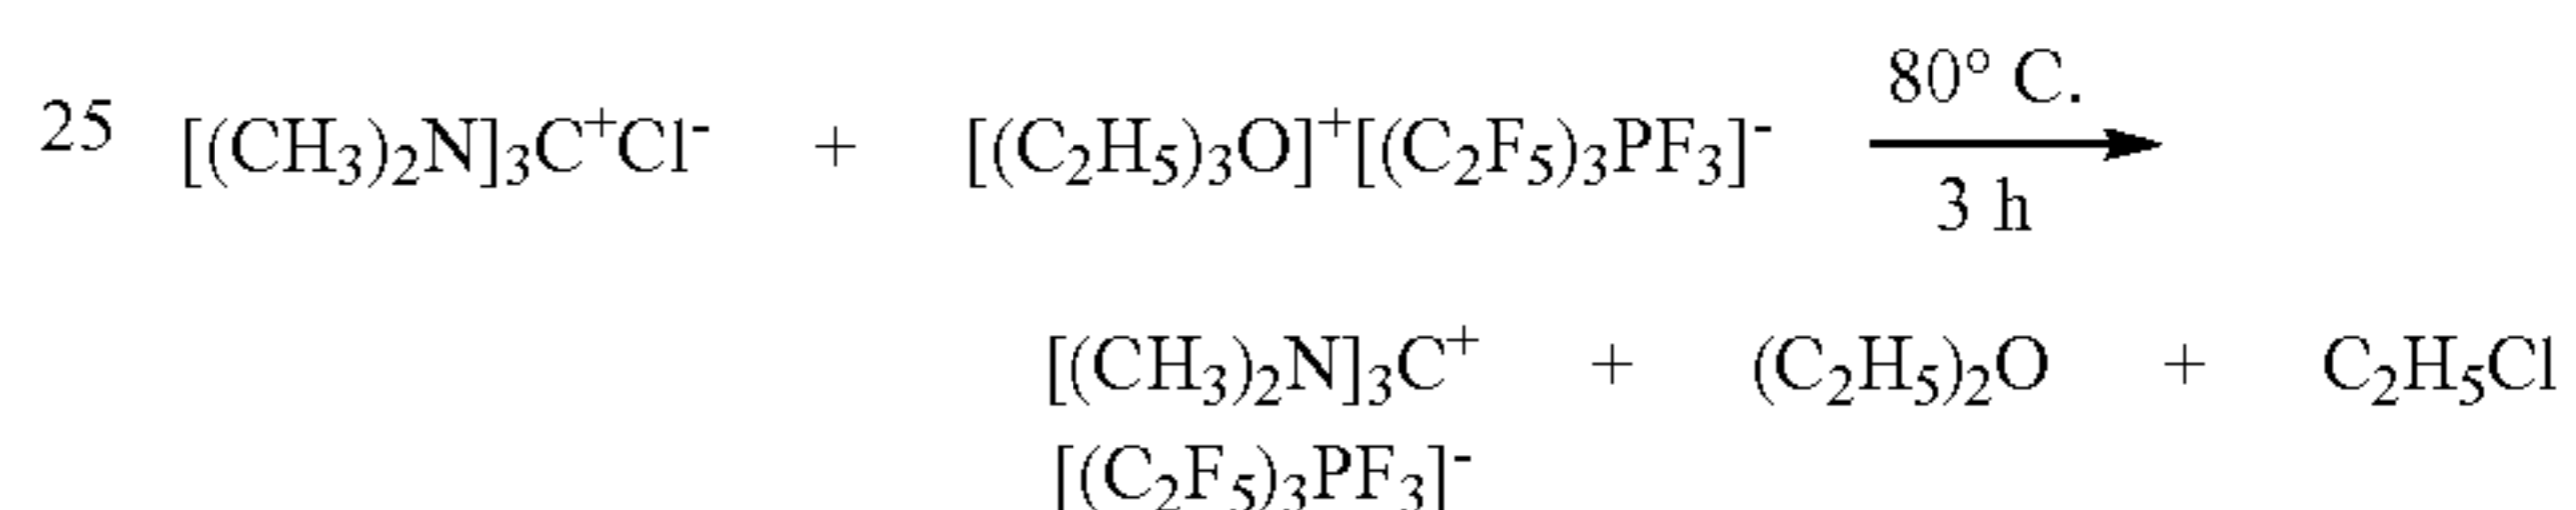 80° C.
25 [(CH₃)₂N]₃C⁺Cl⁻ + [(C₂H₅)₃O]⁺[(C₂F₅)₃PF₃]⁻
3 h
[(CH₃)₂N]₃C⁺ + (C₂H₅)₂O + C₂H₅Cl
[(C₂F₅)₃PF₃]⁻